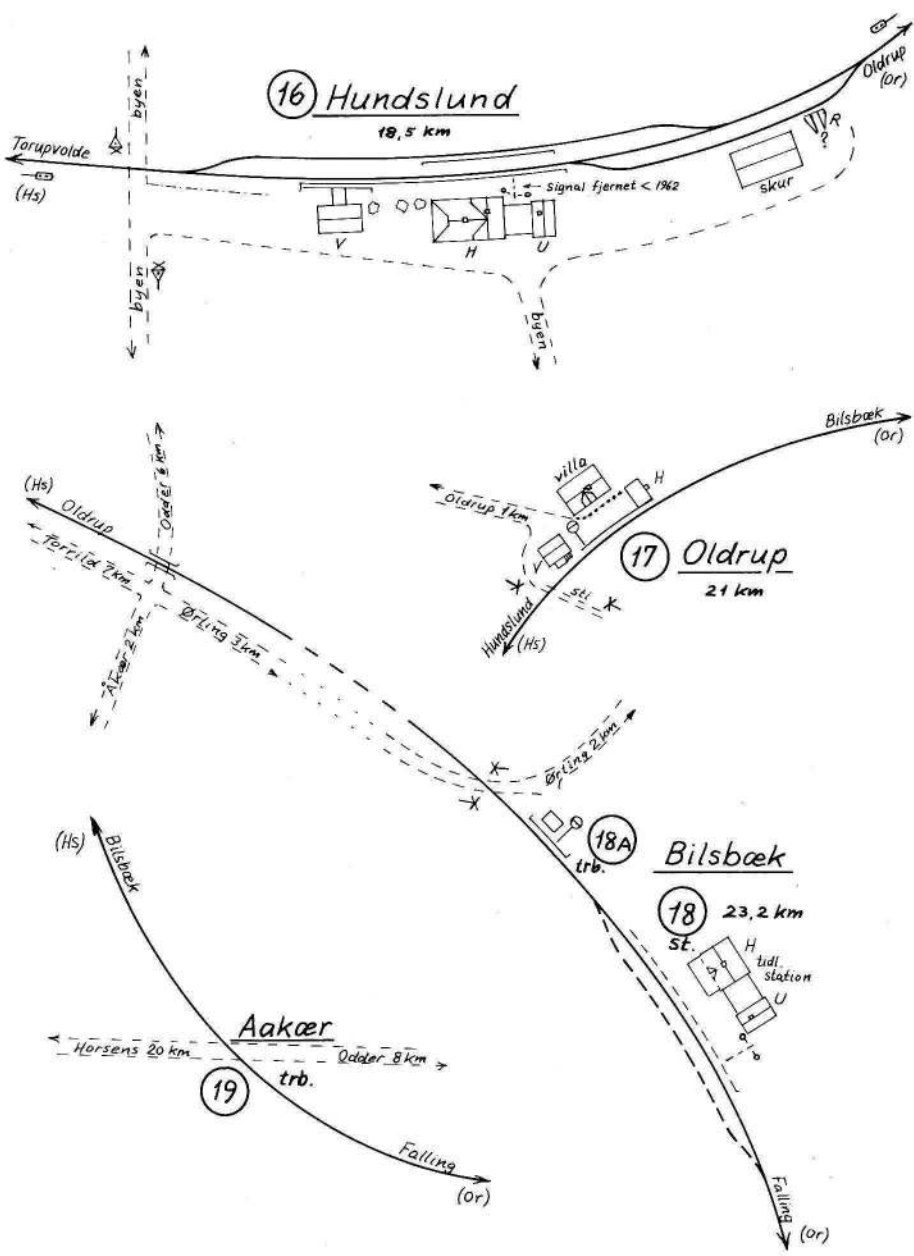 16 Hundslund
18,5 km
byen
Torupvolde
(Hs)
Oldrup
(Or)
R
?
skur
signal fjernet < 1962
V
H
U
byen
byen
Bilsbæk
(Or)
villa
H
Oldrup 1 km
V
17 Oldrup
21 km
sti
Hundslund
(Hs)
(Hs)
Oldrup
Odder 6 km
Torrild 7 km
Ørling 3 km
Åkær 2 km
Ørling 2 km
18A
trb.
Bilsbæk
18
23,2 km
st.
H
tidl.
station
U
Falling
(Or)
(Hs)
Bilsbæk
Aakær
Horsens 20 km
Odder 8 km
19
trb.
Falling
(Or)